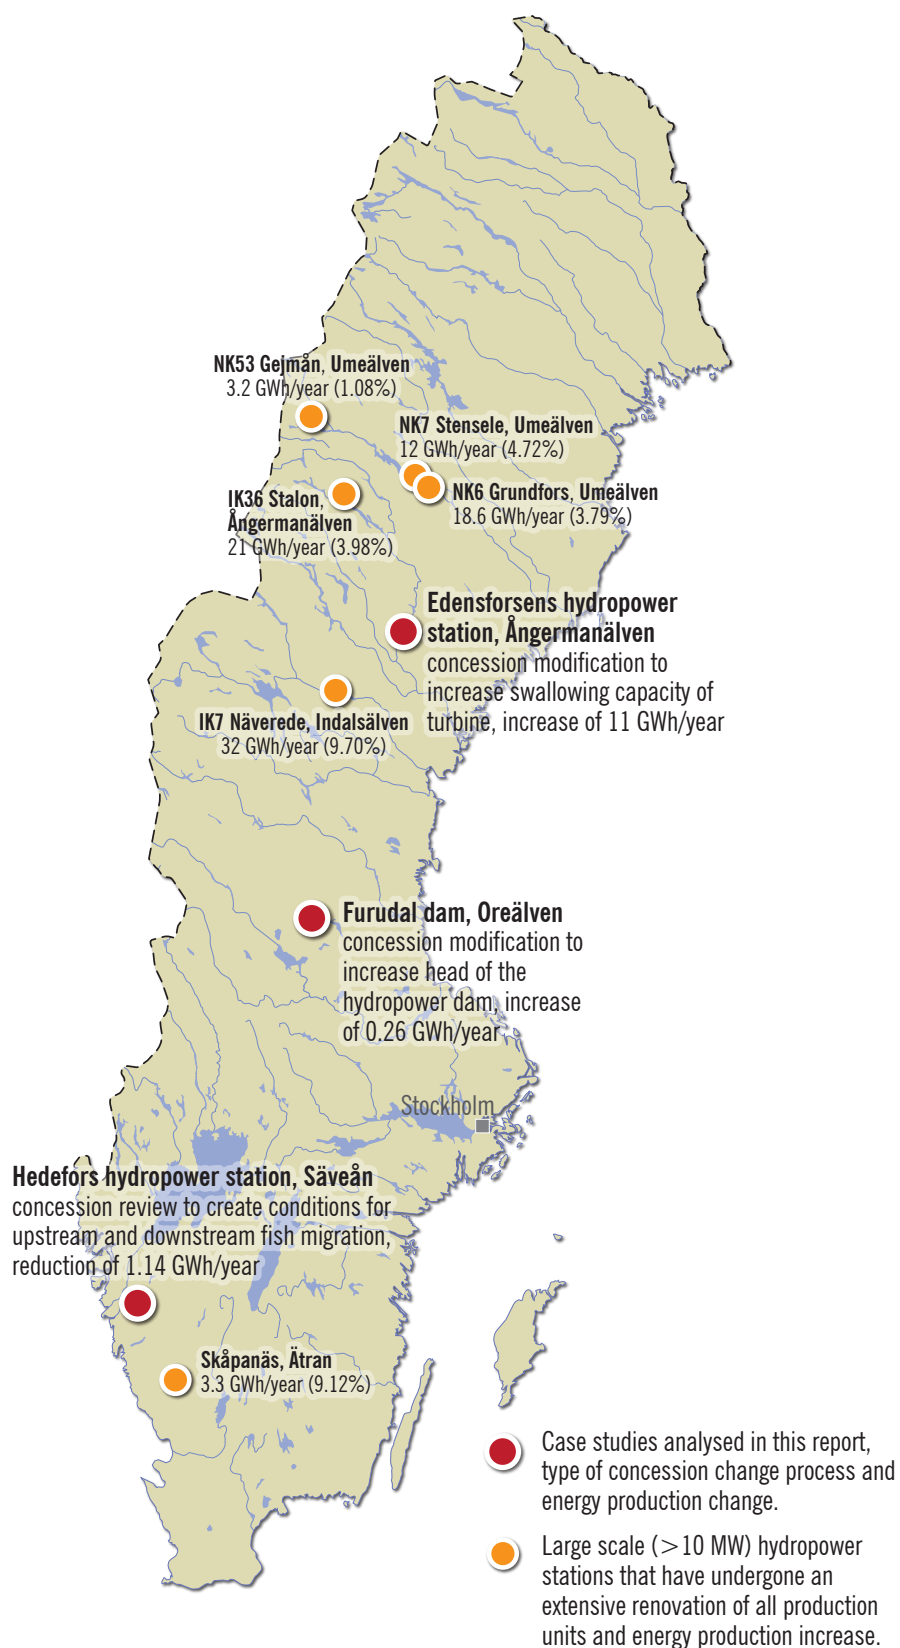 NK53 Gejmån, Umeälven
3.2 GWh/year (1.08%)
NK7 Stensele, Umeälven
12 GWh/year (4.72%)
NK6 Grundfors, Umeälven
18.6 GWh/year (3.79%)
IK36 Stalon,
Ångermanälven
21 GWh/year (3.98%)
Edensforsens hydropower
station, Ångermanälven
concession modification to
increase swallowing capacity of
turbine, increase of 11 GWh/year
IK7 Näverede, Indalsälven
32 GWh/year (9.70%)
Furudal dam, Oreälven
concession modification to
increase head of the
hydropower dam, increase
of 0.26 GWh/year
Stockholm
Hedefors hydropower station, Säveån
concession review to create conditions for
upstream and downstream fish migration,
reduction of 1.14 GWh/year
Skåpanäs, Ätran
3.3 GWh/year (9.12%)
Case studies analysed in this report,
type of concession change process and
energy production change.
Large scale (>10 MW) hydropower
stations that have undergone an
extensive renovation of all production
units and energy production increase.